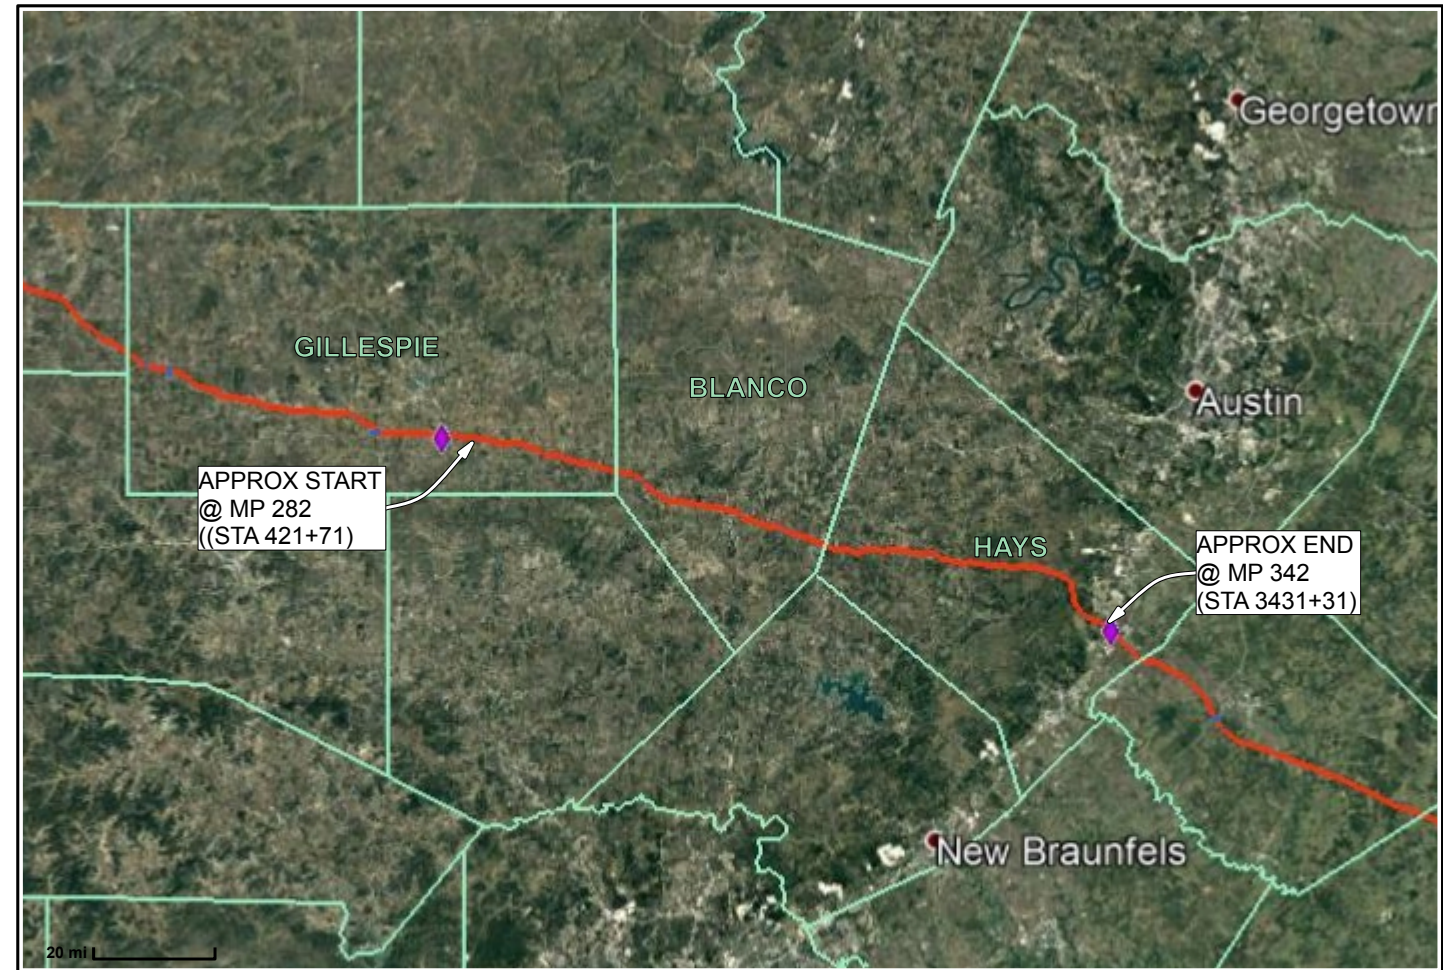 Georgetown
GILLESPIE
BLANCO
Austin
APPROX START
@ MP 282
((STA 421+71)
HAYS
APPROX END
@ MP 342
(STA 3431+31)
New Braunfels
20 mi